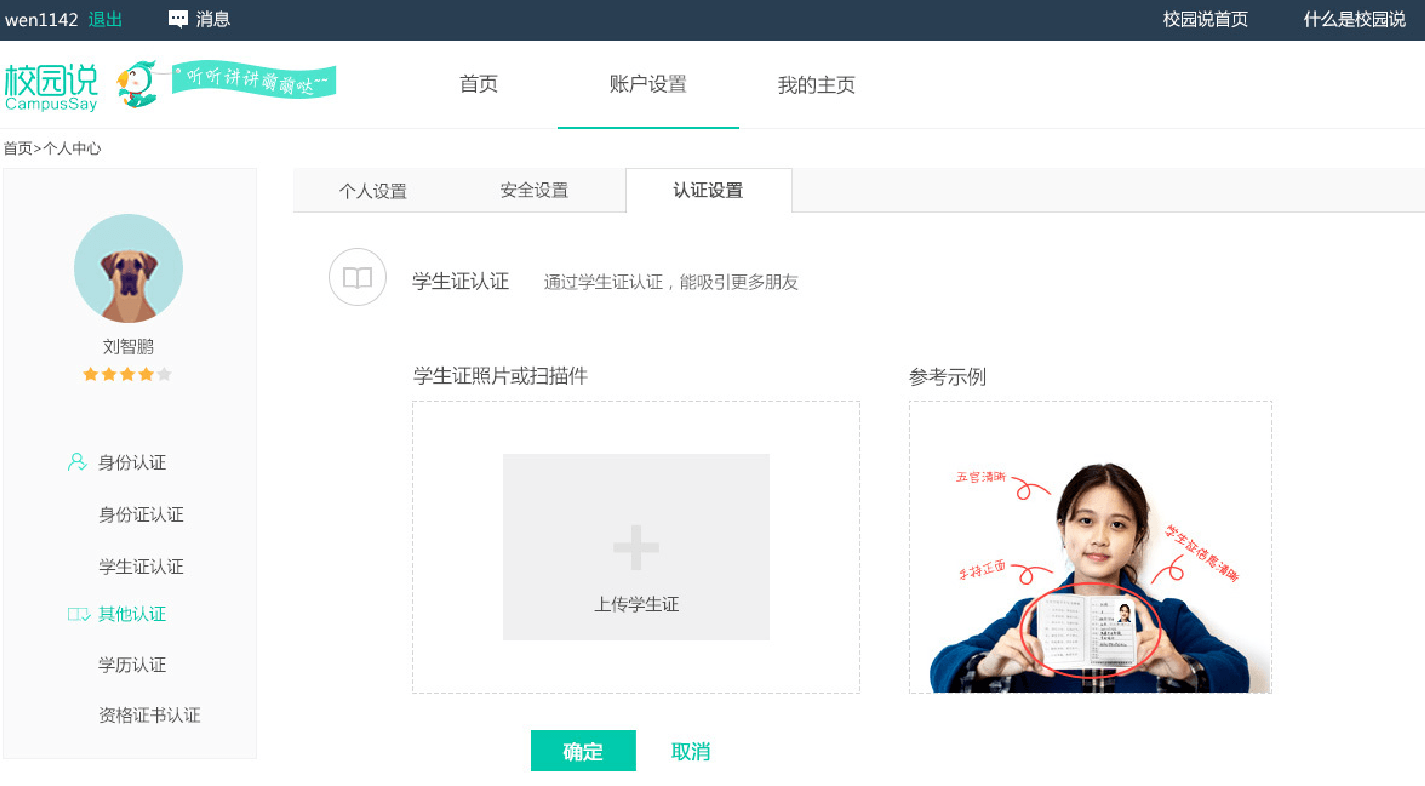 wen1142 退出 消息 校园说首页 什么是校园说
校园说
CampusSay
听听讲讲萌萌哒~~
首页 账户设置 我的主页
首页>个人中心
个人设置 安全设置 认证设置
学生证认证 通过学生证认证，能吸引更多朋友
刘智鹏
身份认证
身份证认证
学生证认证
其他认证
学历认证
资格证书认证
学生证照片或扫描件
上传学生证
参考示例
五官清晰
学生证信息清晰
手持正面
确定 取消